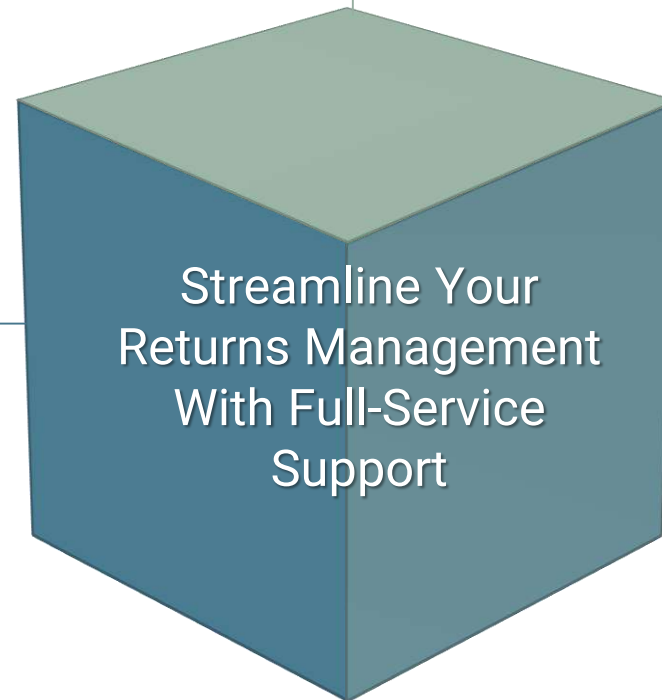 Streamline Your
Returns Management
With Full-Service
Support